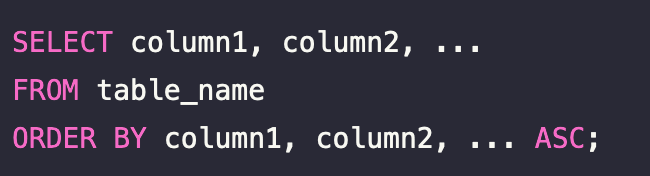 SELECT column1, column2, ...
FROM table_name
ORDER BY column1, column2, ... ASC;